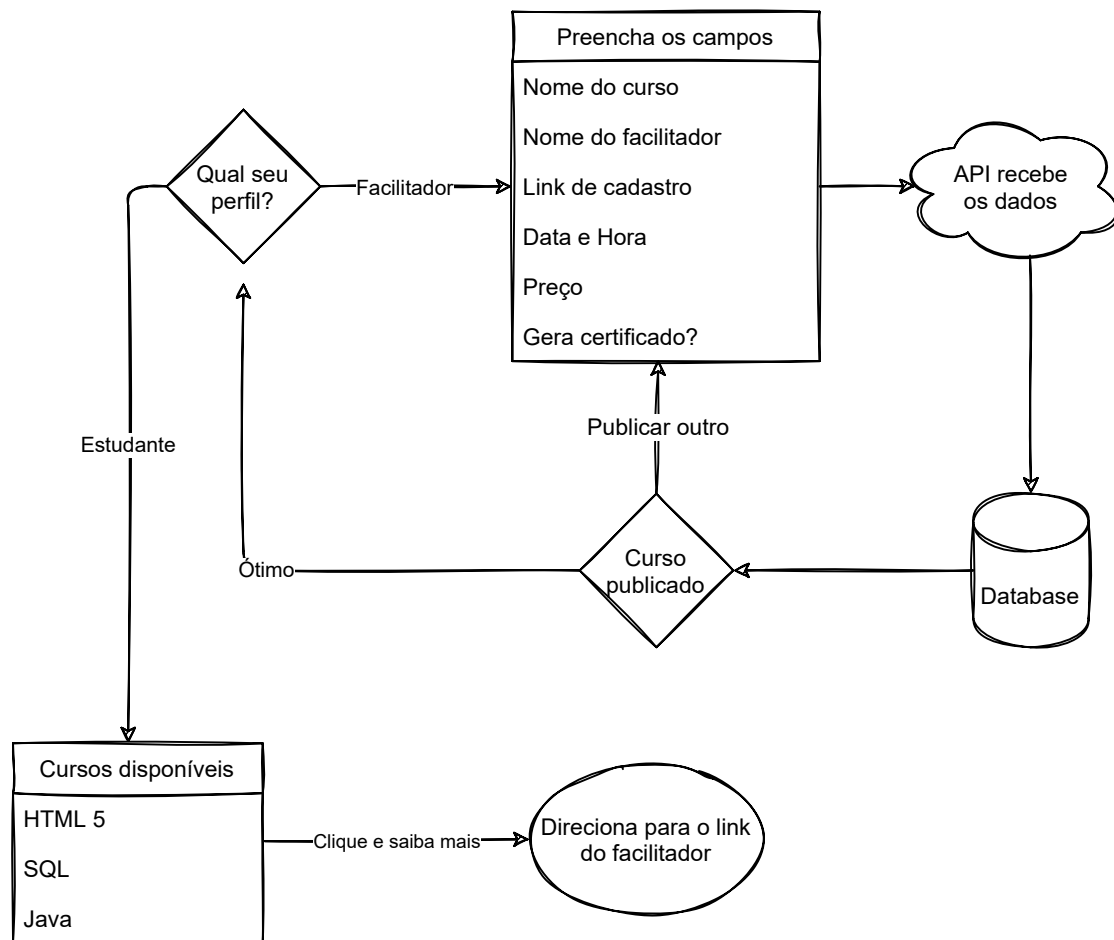 Preencha os campos
Nome do curso
Nome do facilitador
Link de cadastro
Data e Hora
Preço
Gera certificado?
Qual seu
perfil?
Facilitador
API recebe
os dados
Publicar outro
Estudante
Ótimo
Curso
publicado
Database
Cursos disponíveis
HTML 5
SQL
Java
Clique e saiba mais
Direciona para o link
do facilitador